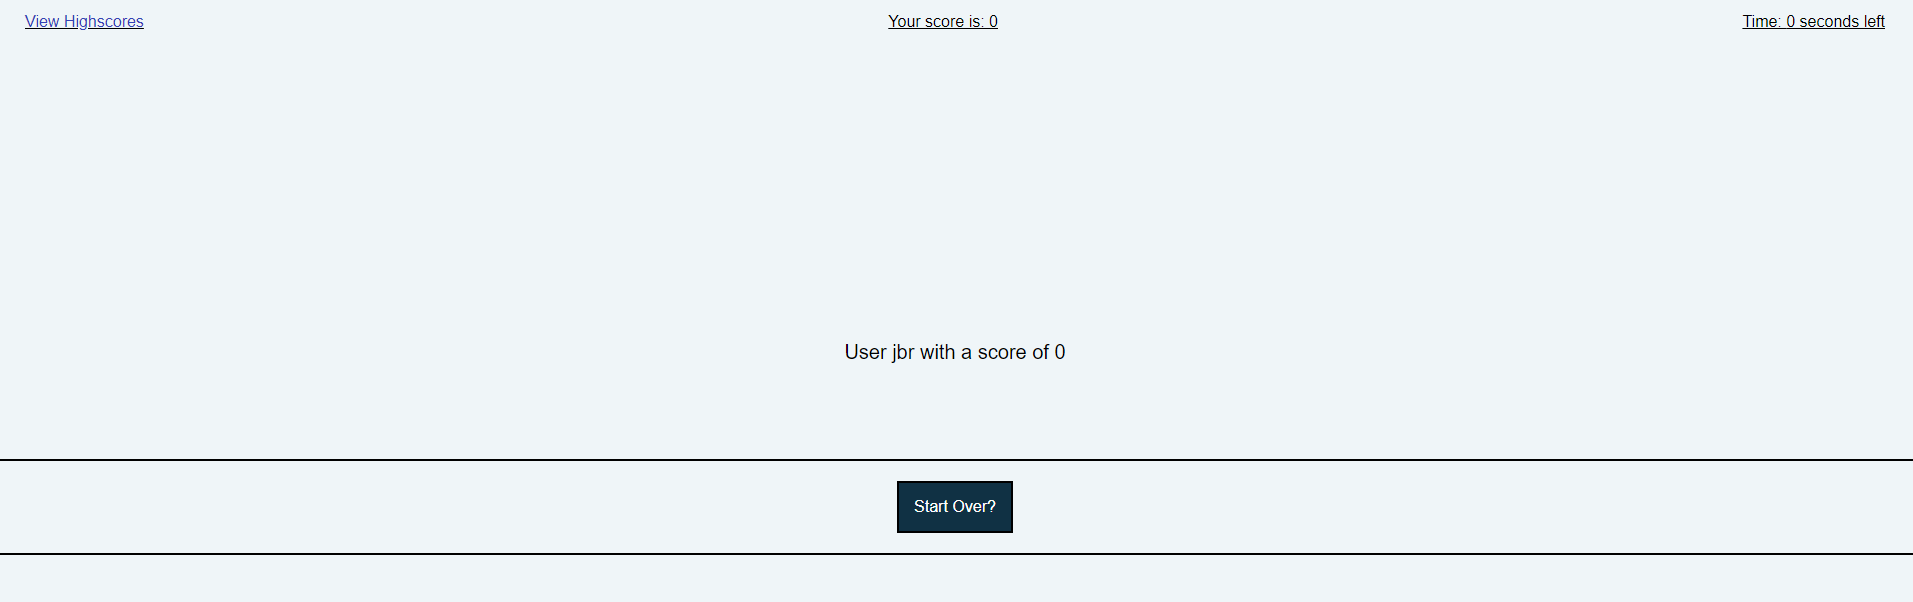 View Highscores
Your score is: 0
Time: 0 seconds left
User jbr with a score of 0
Start Over?